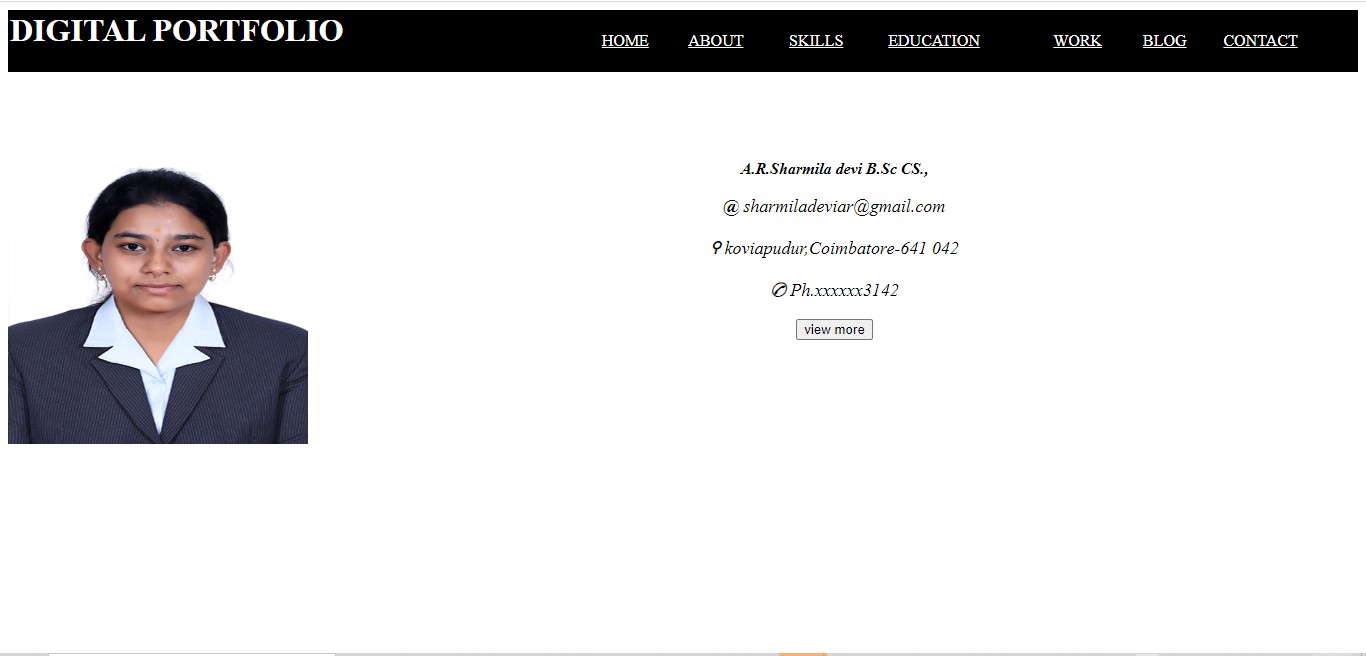 DIGITAL PORTFOLIO
HOME ABOUT SKILLS EDUCATION WORK BLOG CONTACT
A.R.Sharmila devi B.Sc CS.,
@ sharmiladeviar@gmail.com
⚲ koviapudur,Coimbatore-641 042
✆ Ph.xxxxxx3142
view more